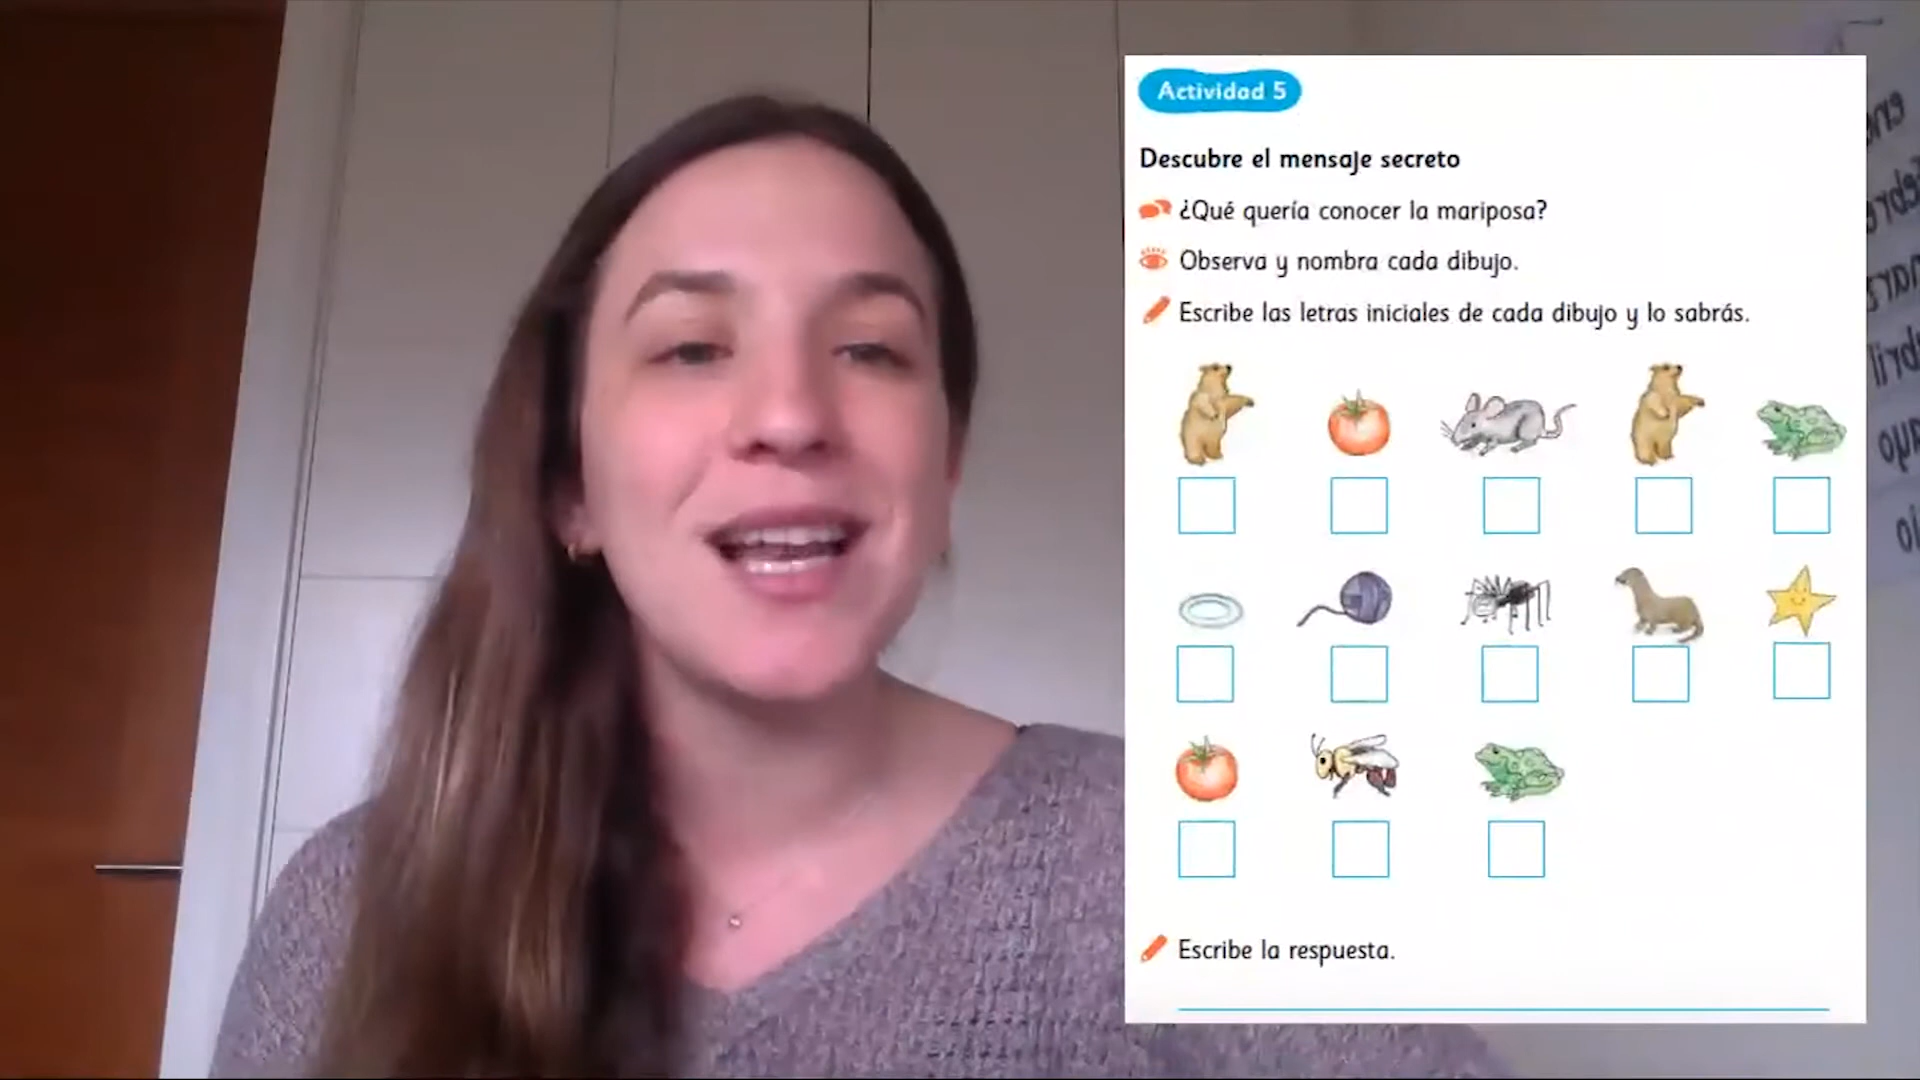 Actividad 5
Descubre el mensaje secreto
¿Qué quería conocer la mariposa?
Observa y nombra cada dibujo.
Escribe las letras iniciales de cada dibujo y lo sabrás.
Escribe la respuesta.